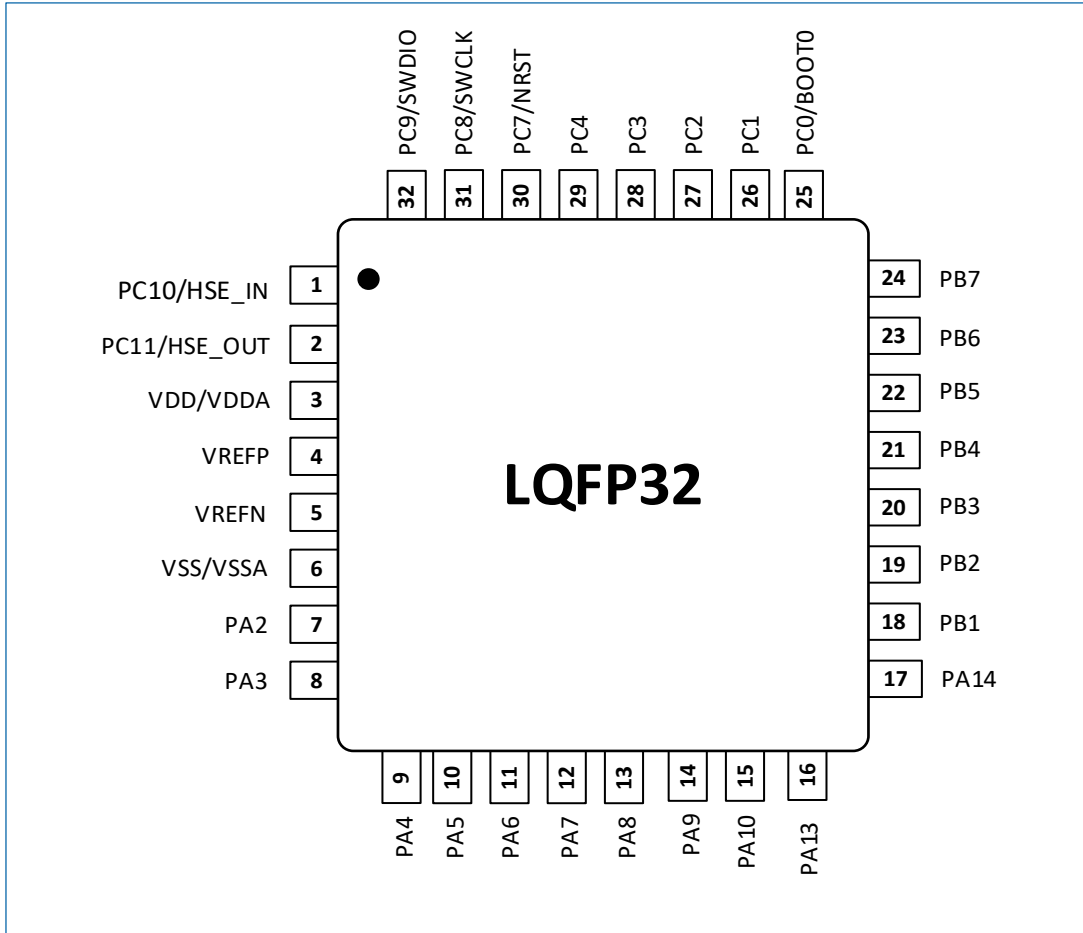 PC9/SWDIO
PC8/SWCLK
PC7/NRST
PC4
PC3
PC2
PC1
PC0/BOOT0
32
31
30
29
28
27
26
25
PC10/HSE_IN 1
PC11/HSE_OUT 2
VDD/VDDA 3
VREFP 4
VREFN 5
VSS/VSSA 6
PA2 7
PA3 8
LQFP32
24 PB7
23 PB6
22 PB5
21 PB4
20 PB3
19 PB2
18 PB1
17 PA14
9
10
11
12
13
14
15
16
PA4
PA5
PA6
PA7
PA8
PA9
PA10
PA13